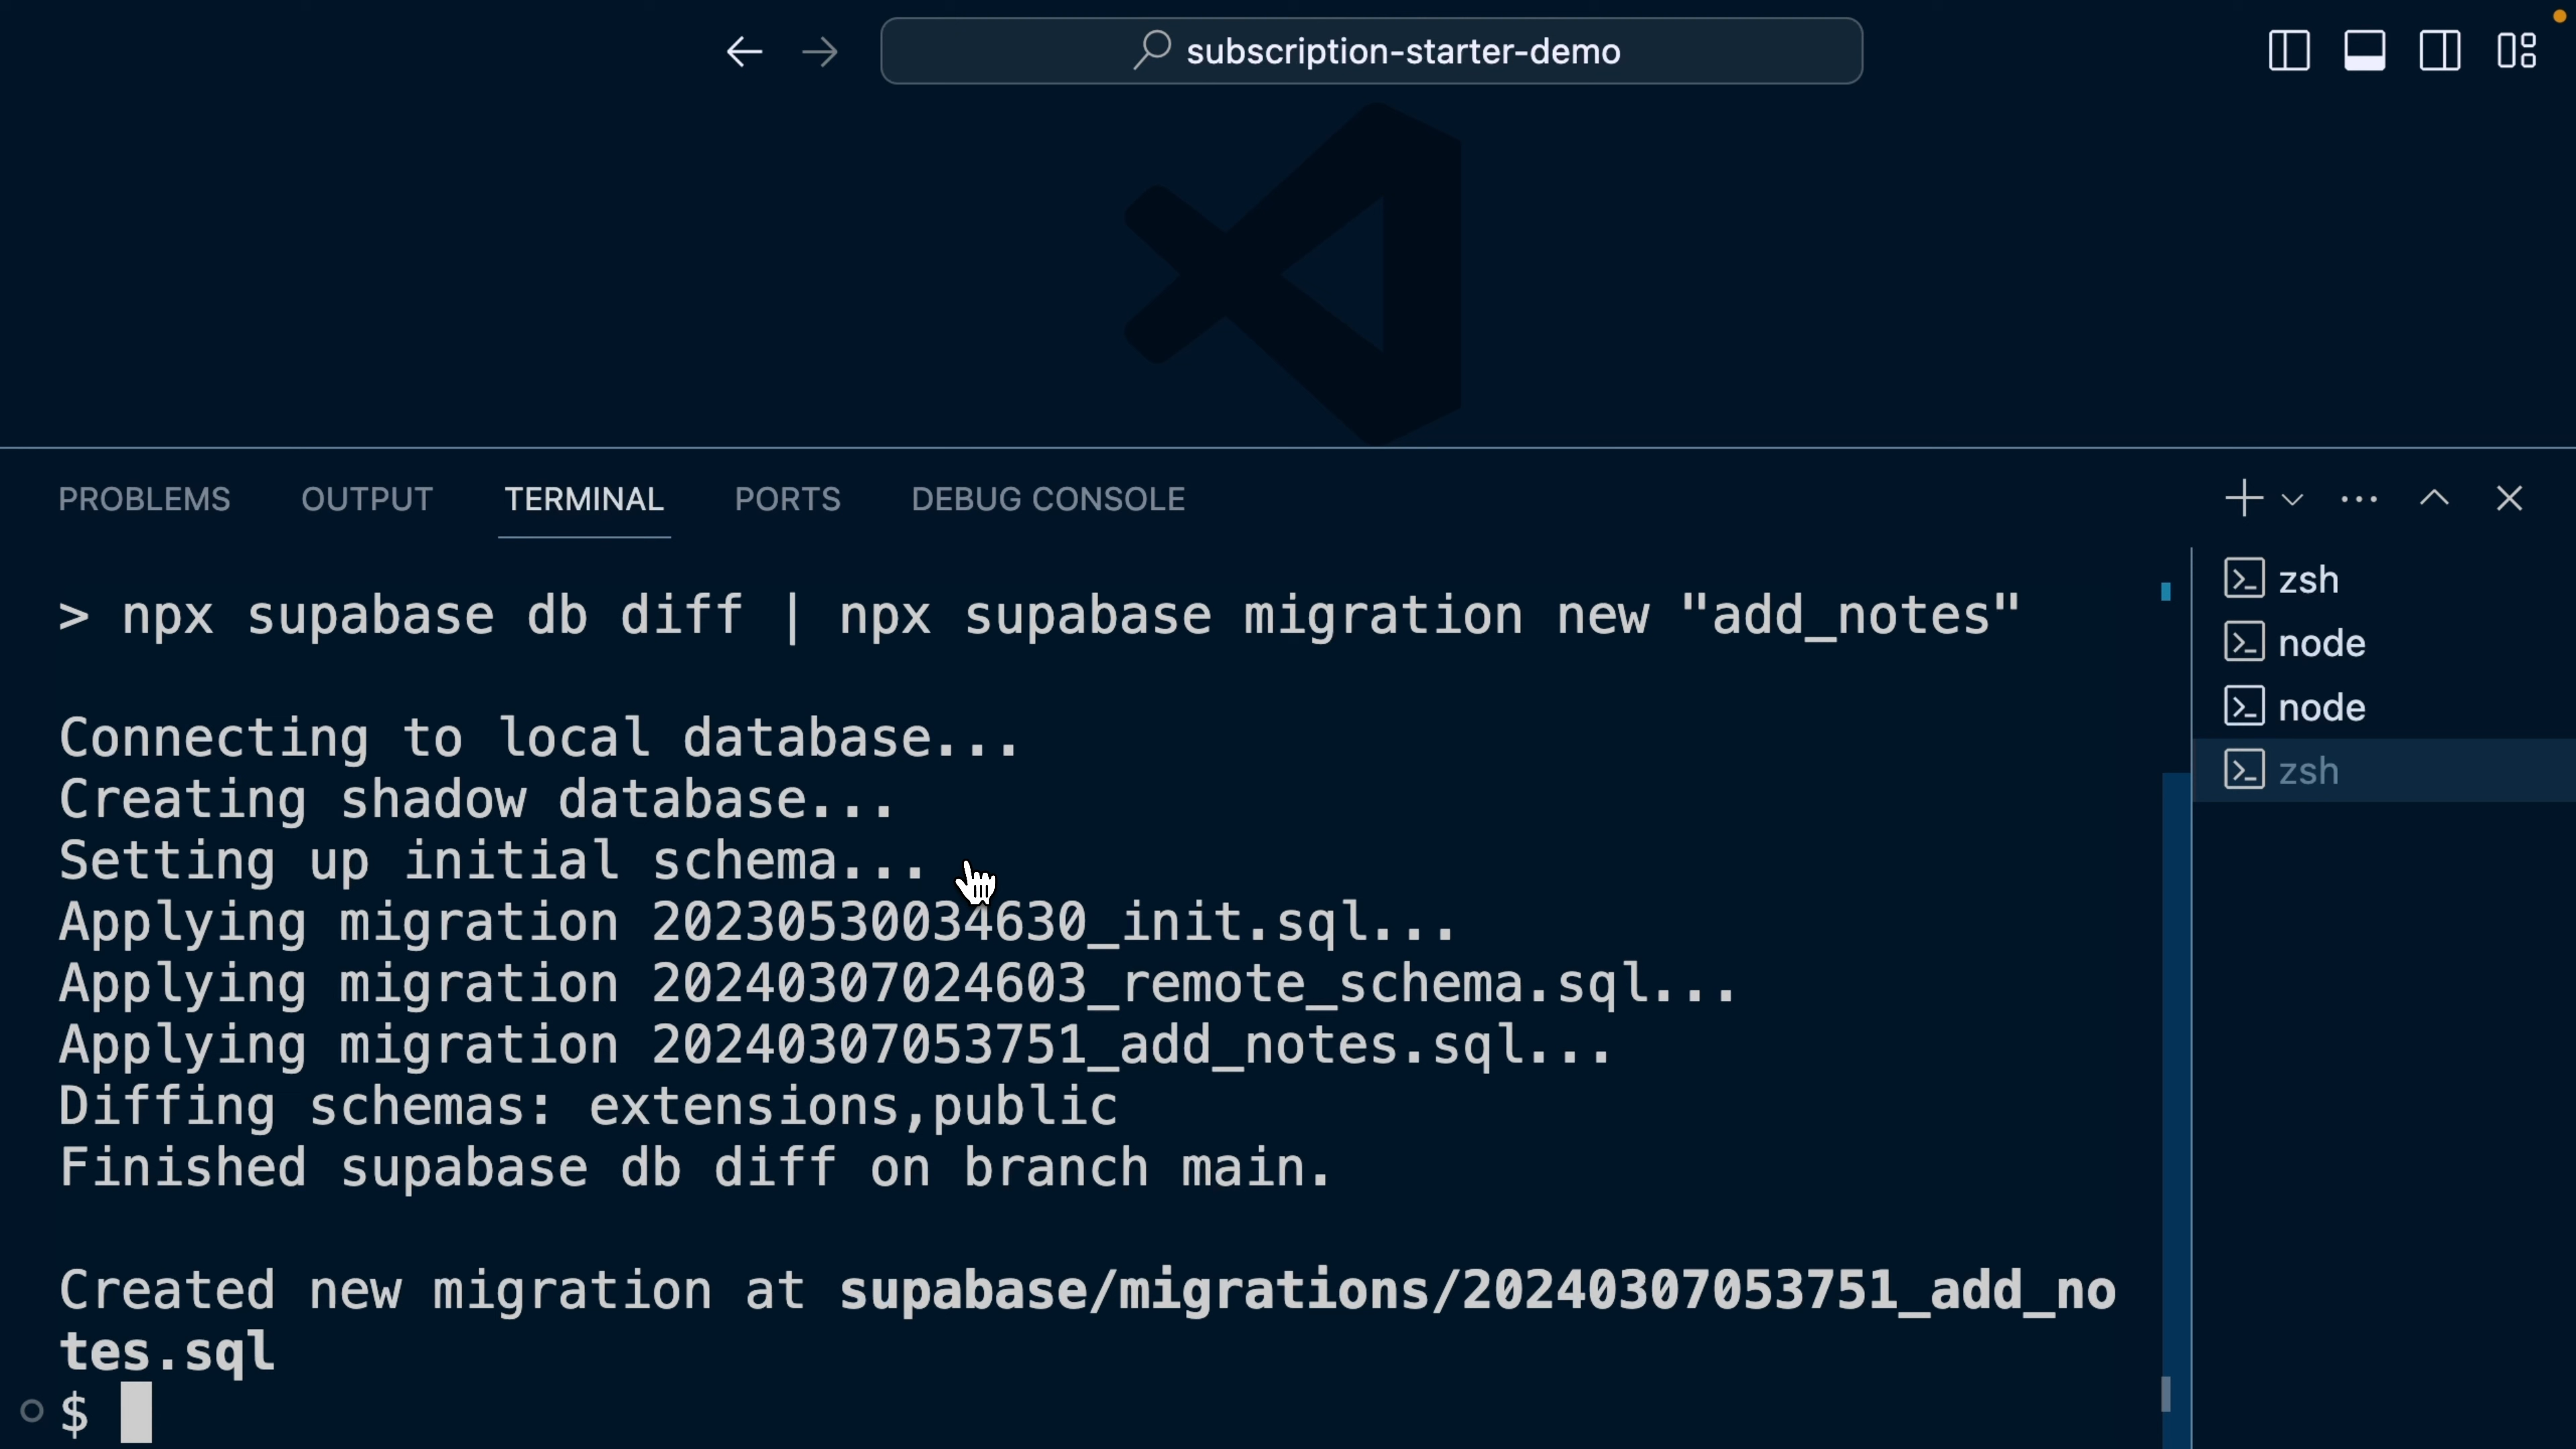 subscription-starter-demo
PROBLEMS OUTPUT TERMINAL PORTS DEBUG CONSOLE
> npx supabase db diff | npx supabase migration new "add_notes"
Connecting to local database...
Creating shadow database...
Setting up initial schema...
Applying migration 20230530034630_init.sql...
Applying migration 20240307024603_remote_schema.sql...
Applying migration 20240307053751_add_notes.sql...
Diffing schemas: extensions,public
Finished supabase db diff on branch main.
Created new migration at supabase/migrations/20240307053751_add_no
tes.sql
$
zsh
node
node
zsh